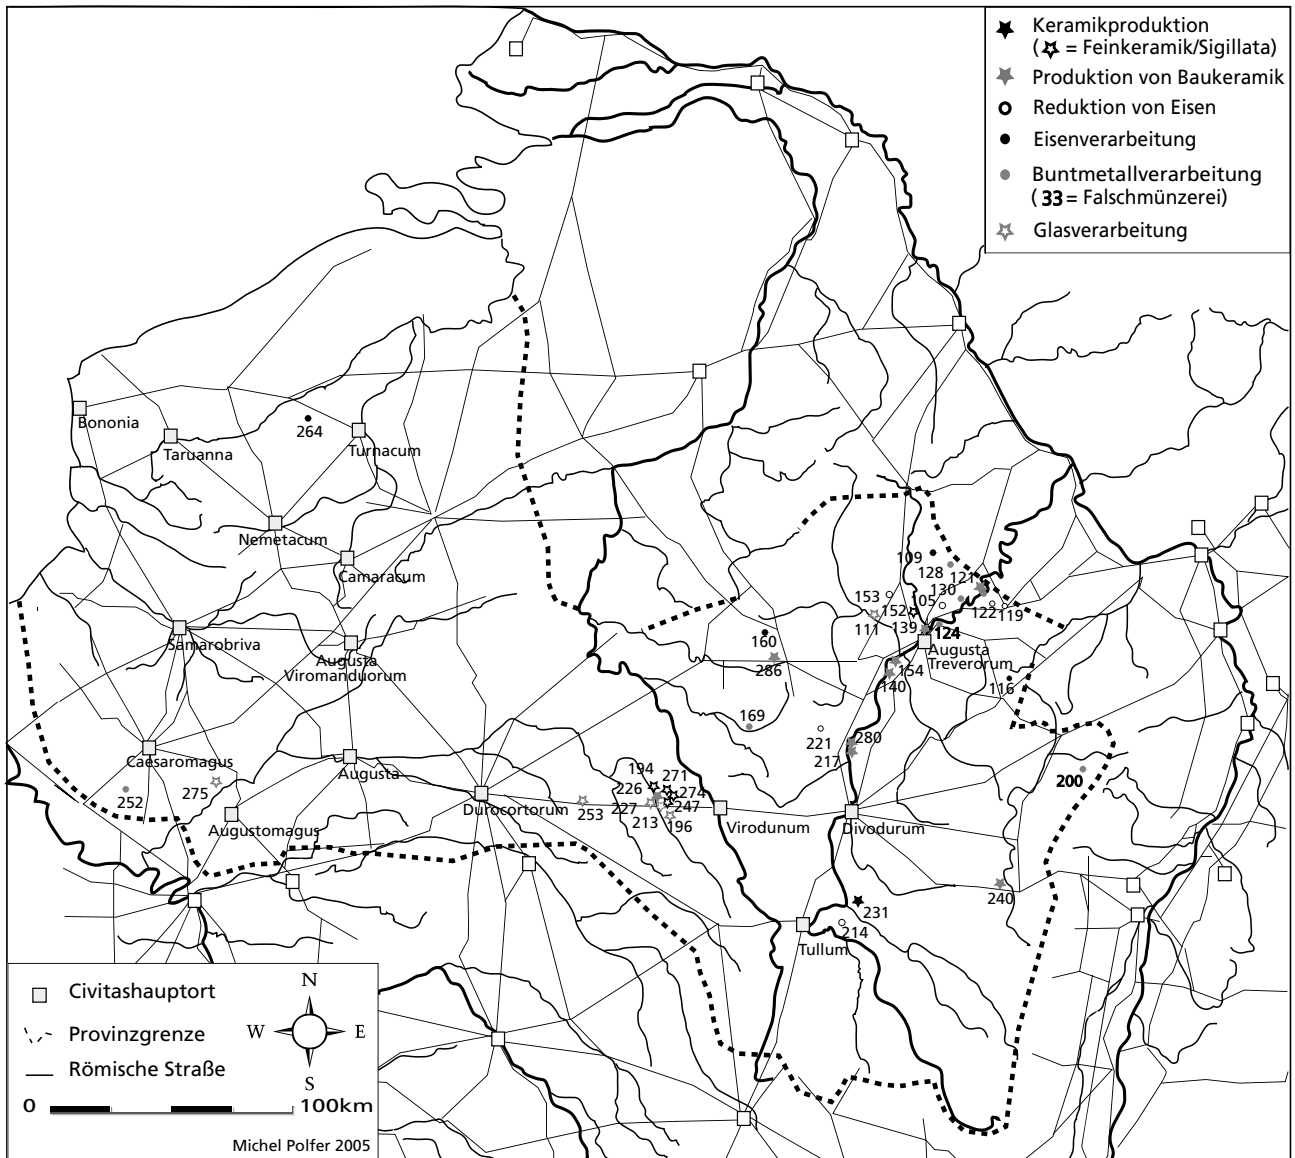 Keramikproduktion
( = Feinkeramik/Sigillata)
Produktion von Baukeramik
Reduktion von Eisen
Eisenverarbeitung
Buntmetallverarbeitung
( 33 = Falschmünzerei)
Glasverarbeitung
Bononia
264
Taruanna
Turnacum
Nemetacum
Camaracum
109
128
121
153
130
105
152
122
119
111
139
124
160
Samarobriva
Augusta
Viromanduorum
Augusta
Treverorum
286
154
140
116
169
221
280
217
Caesaromagus
Augusta
200
194
271
275
226
274
252
Durocortorum
253
227
247
213
196
Augustomagus
Virodunum
Divodurum
240
231
214
Tullum
Civitashauptort
Provinzgrenze
Römische Straße
N
W
E
S
0
100km
Michel Polfer 2005